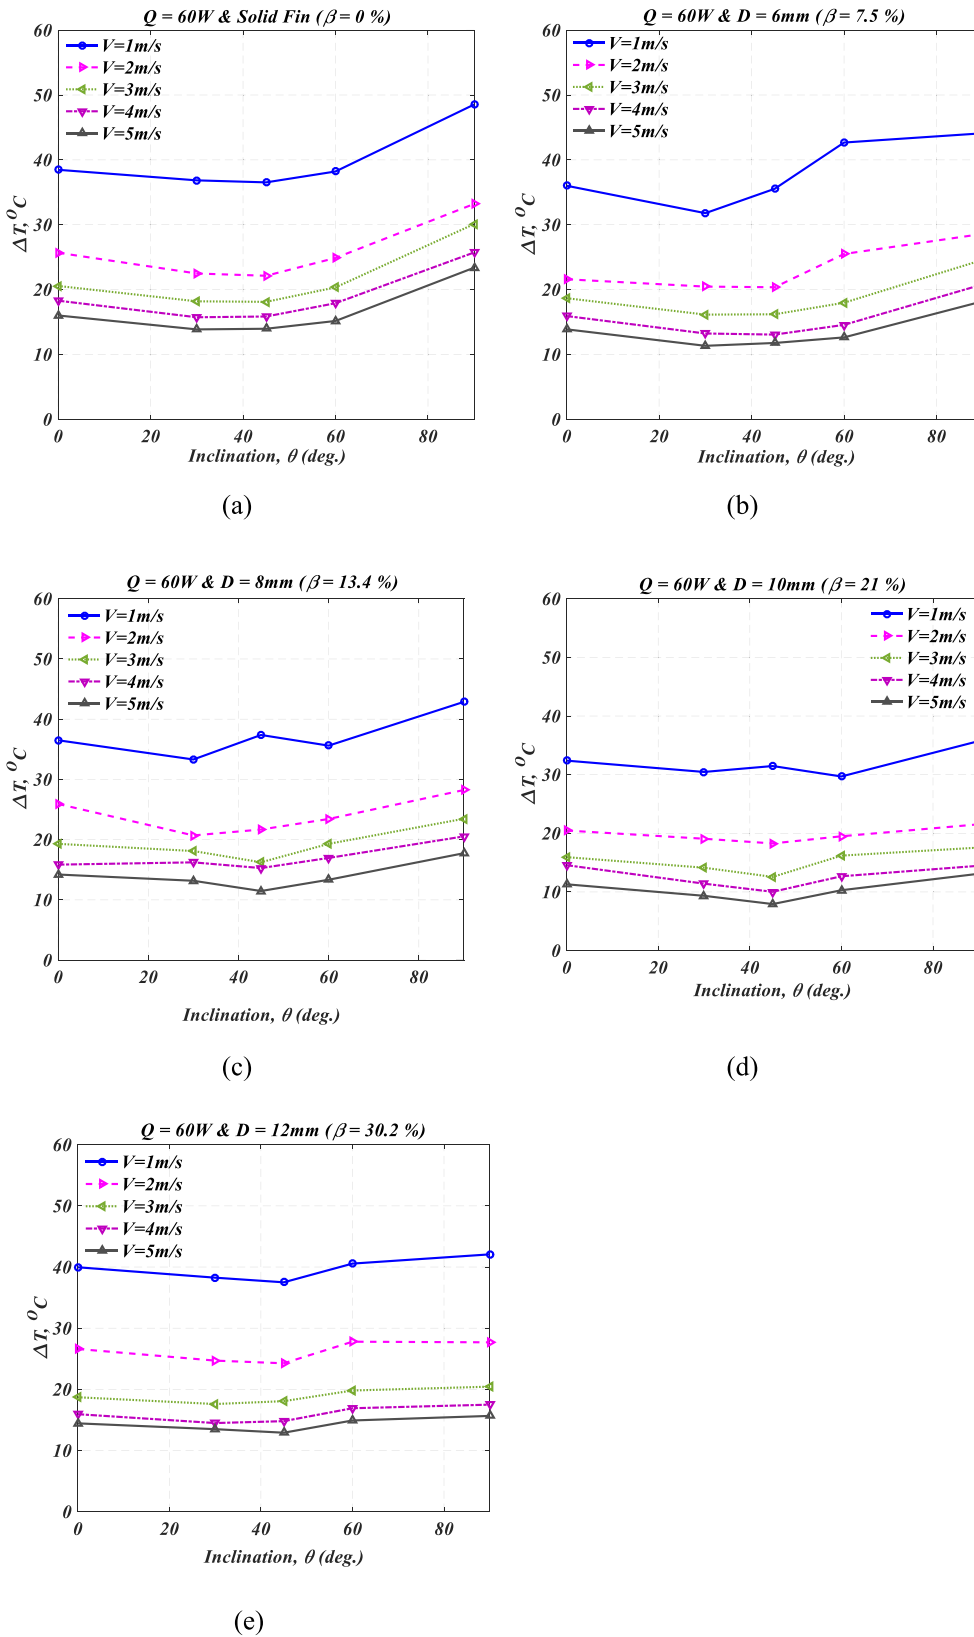 Q = 60W & Solid Fin (β = 0 %)
60
50
40
30
20
10
0
ΔT, °C
V=1m/s
V=2m/s
V=3m/s
V=4m/s
V=5m/s
0 20 40 60 80
Inclination, θ (deg.)
(a)
Q = 60W & D = 6mm (β = 7.5 %)
60
50
40
30
20
10
0
ΔT, °C
V=1m/s
V=2m/s
V=3m/s
V=4m/s
V=5m/s
0 20 40 60 80
Inclination, θ (deg.)
(b)
Q = 60W & D = 8mm (β = 13.4 %)
60
50
40
30
20
10
0
ΔT, °C
V=1m/s
V=2m/s
V=3m/s
V=4m/s
V=5m/s
0 20 40 60 80
Inclination, θ (deg.)
(c)
Q = 60W & D = 10mm (β = 21 %)
60
50
40
30
20
10
0
ΔT, °C
V=1m/s
V=2m/s
V=3m/s
V=4m/s
V=5m/s
0 20 40 60 80
Inclination, θ (deg.)
(d)
Q = 60W & D = 12mm (β = 30.2 %)
60
50
40
30
20
10
0
ΔT, °C
V=1m/s
V=2m/s
V=3m/s
V=4m/s
V=5m/s
0 20 40 60 80
Inclination, θ (deg.)
(e)